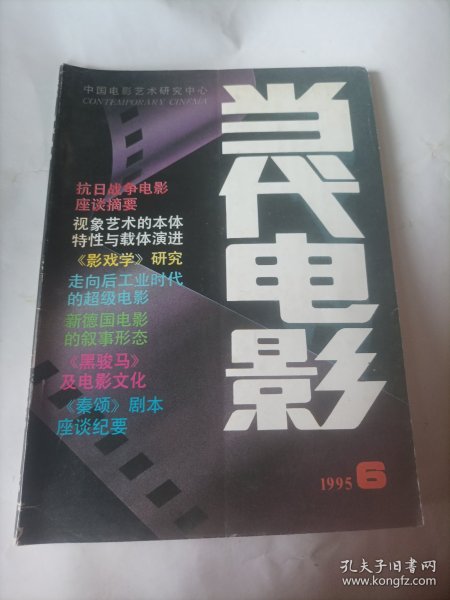 中国电影艺术研究中心
CONTEMPORARY CINEMA
当代电影
抗日战争电影
座谈摘要
视象艺术的本体
特性与载体演进
《影戏学》研究
走向后工业时代
的超级电影
新德国电影
的叙事形态
《黑骏马》
及电影文化
《秦颂》剧本
座谈纪要
1995 6
孔夫子旧书网
www.kongfz.com